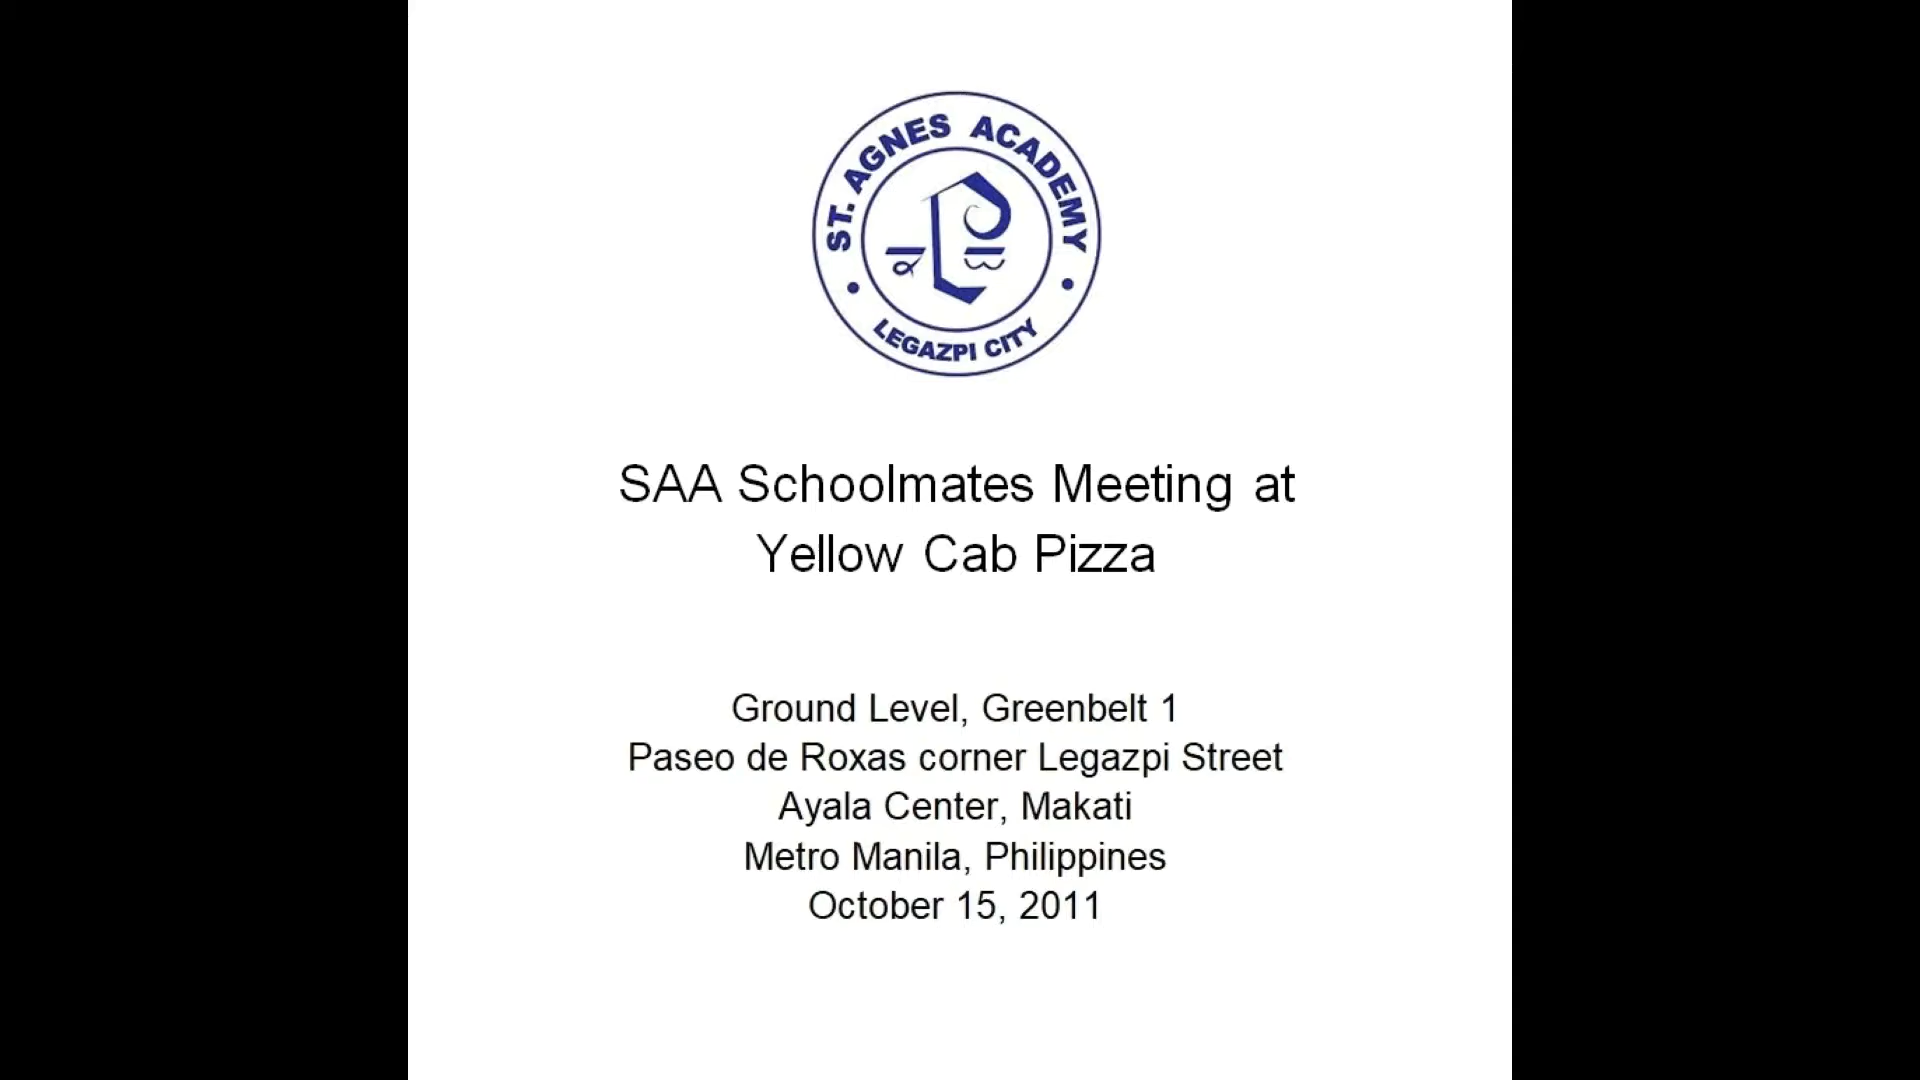 ST. AGNES ACADEMY
LEGAZPI CITY
SAA Schoolmates Meeting at
Yellow Cab Pizza
Ground Level, Greenbelt 1
Paseo de Roxas corner Legazpi Street
Ayala Center, Makati
Metro Manila, Philippines
October 15, 2011